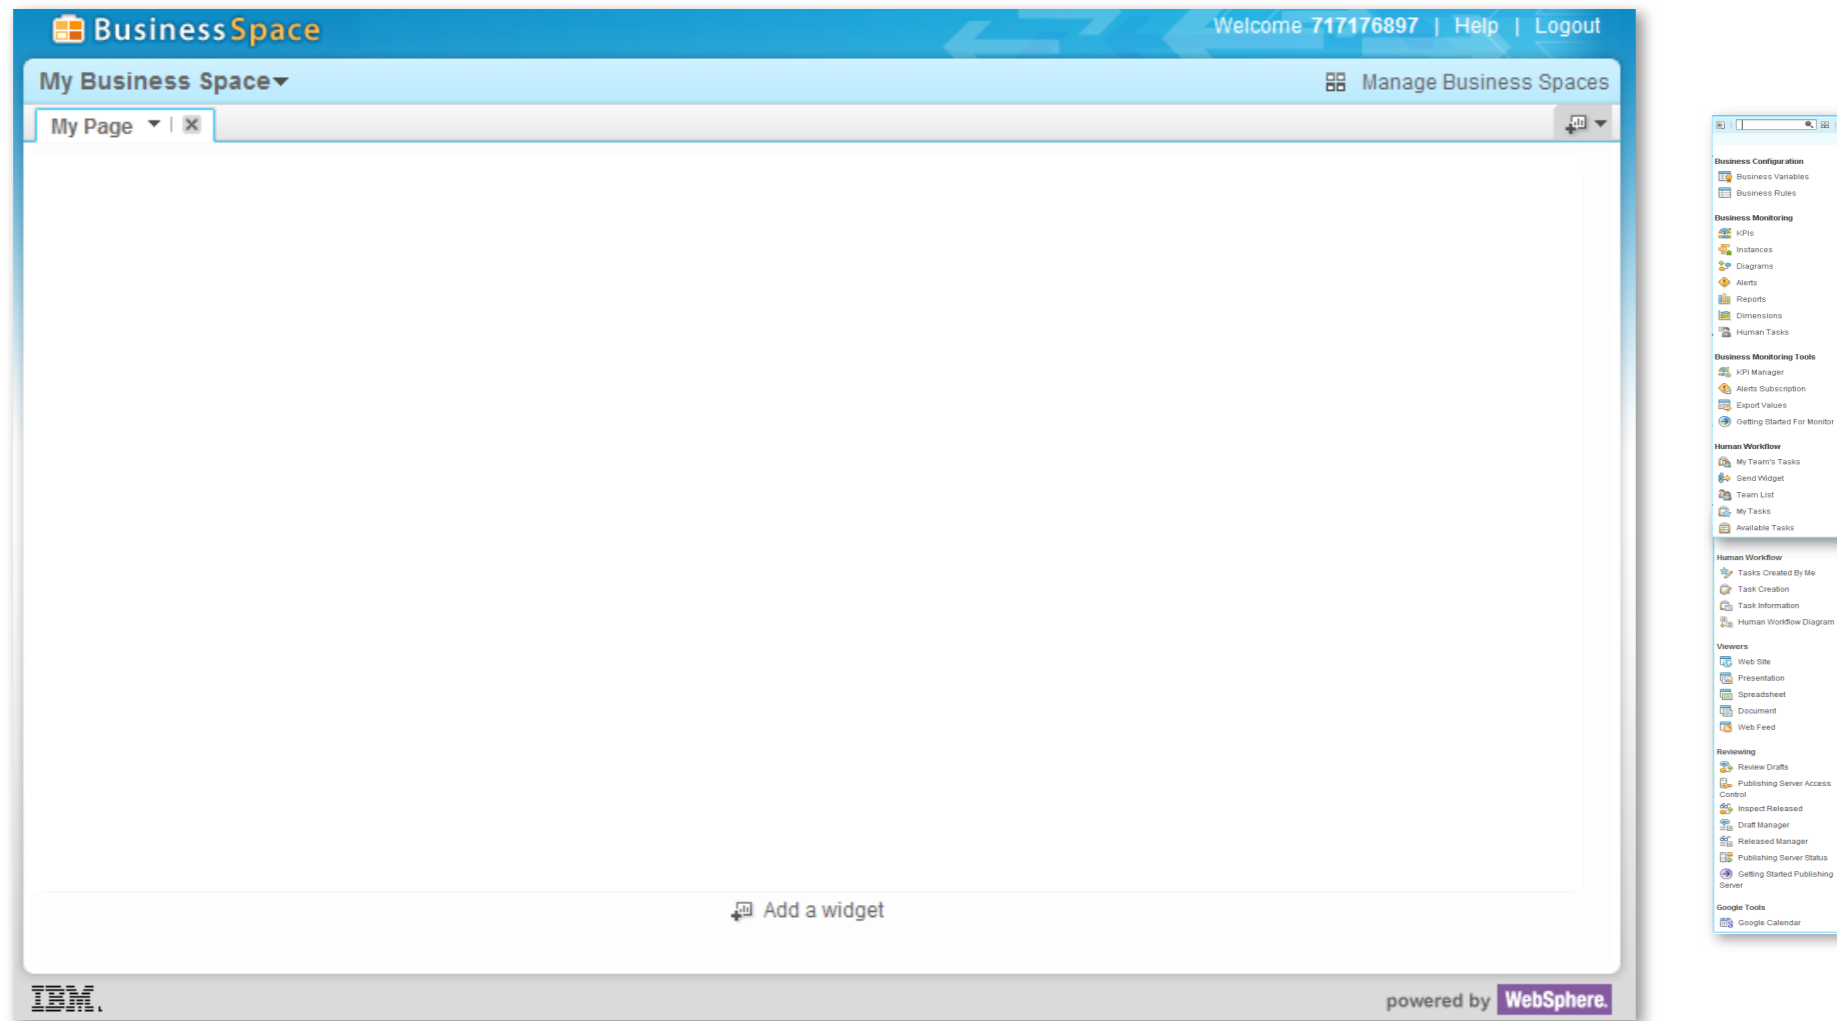 BusinessSpace
Welcome 717176897 | Help | Logout
My Business Space
Manage Business Spaces
My Page
Add a widget
IBM.
powered by WebSphere.
Business Configuration
Business Variables
Business Rules
Business Monitoring
KPIs
Instances
Diagrams
Alerts
Reports
Dimensions
Human Tasks
Business Monitoring Tools
KPI Manager
Alerts Subscription
Export Values
Getting Started For Monitor
Human Workflow
My Team's Tasks
Send Widget
Team List
My Tasks
Available Tasks
Human Workflow
Tasks Created By Me
Task Creation
Task Information
Human Workflow Diagram
Viewers
Web Site
Presentation
Spreadsheet
Document
Web Feed
Reviewing
Review Drafts
Publishing Server Access
Control
Inspect Released
Draft Manager
Released Manager
Publishing Server Status
Getting Started Publishing
Server
Google Tools
Google Calendar